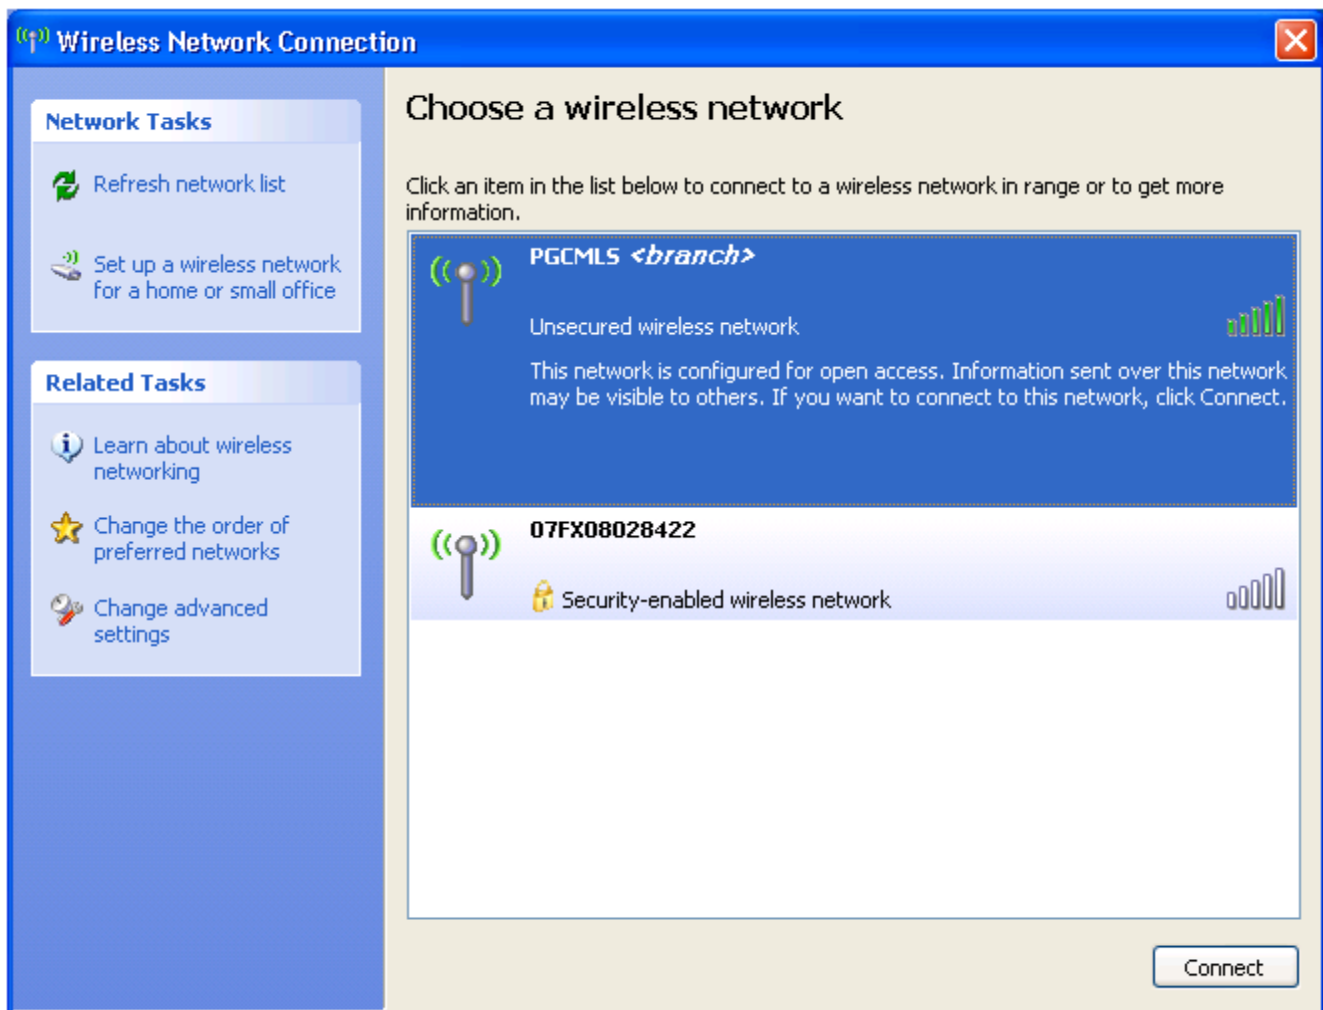 Wireless Network Connection
Network Tasks
Refresh network list
Set up a wireless network
for a home or small office
Related Tasks
Learn about wireless
networking
Change the order of
preferred networks
Change advanced
settings
Choose a wireless network
Click an item in the list below to connect to a wireless network in range or to get more
information.
PGCMLS <branch>
Unsecured wireless network
This network is configured for open access. Information sent over this network
may be visible to others. If you want to connect to this network, click Connect.
07FX08028422
Security-enabled wireless network
Connect